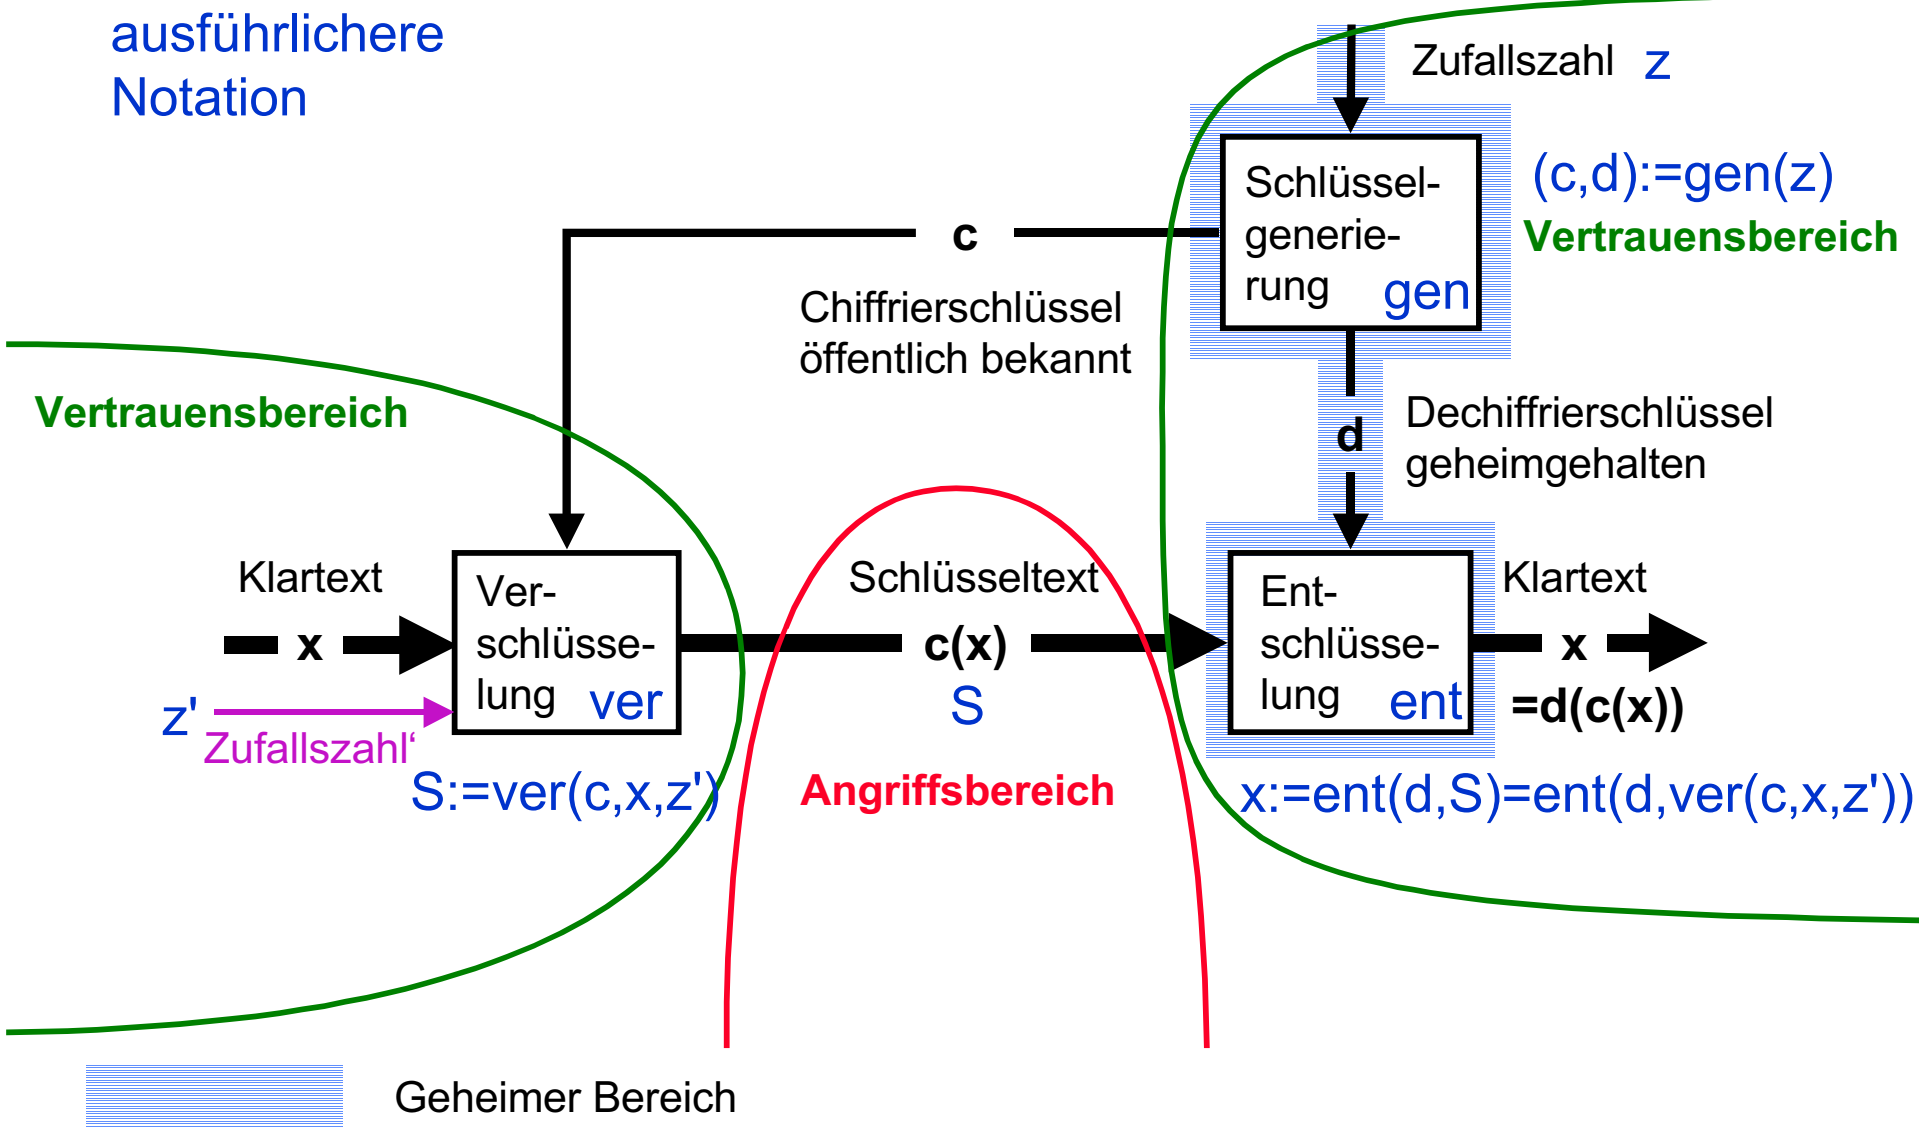 ausführlichere
Notation
Zufallszahl z
Schlüssel-
generie-
rung gen
(c,d):=gen(z)
Vertrauensbereich
c
Chiffrierschlüssel
öffentlich bekannt
Vertrauensbereich
d
Dechiffrierschlüssel
geheimgehalten
Klartext
x
z'
Zufallszahl‘
Ver-
schlüsse-
lung ver
S:=ver(c,x,z')
Schlüsseltext
c(x)
S
Angriffsbereich
Ent-
schlüsse-
lung ent
Klartext
x
=d(c(x))
x:=ent(d,S)=ent(d,ver(c,x,z'))
Geheimer Bereich